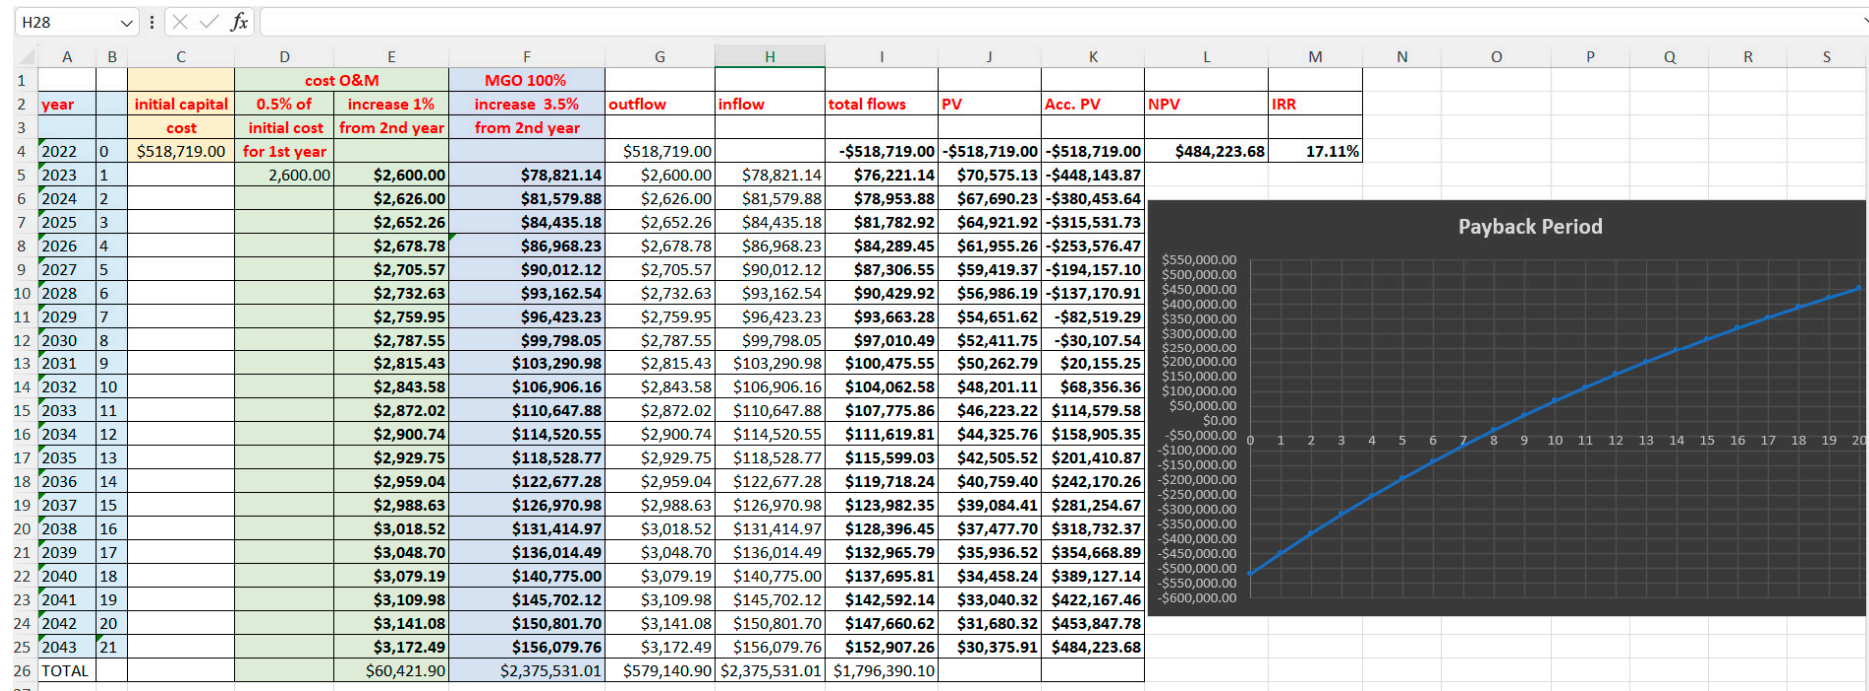 H28 fx
A B C D E F G H I J K L M N O P Q R S
1 cost O&M MGO 100%
2 year initial capital 0.5% of increase 1% increase 3.5% outflow inflow total flows PV Acc. PV NPV IRR
3 cost initial cost from 2nd year from 2nd year
4 2022 0 $518,719.00 for 1st year $518,719.00 -$518,719.00 -$518,719.00 -$518,719.00 $484,223.68 17.11%
5 2023 1 2,600.00 $2,600.00 $78,821.14 $2,600.00 $78,821.14 $76,221.14 $70,575.13 -$448,143.87
6 2024 2 $2,626.00 $81,579.88 $2,626.00 $81,579.88 $78,953.88 $67,690.23 -$380,453.64
7 2025 3 $2,652.26 $84,435.18 $2,652.26 $84,435.18 $81,782.92 $64,921.92 -$315,531.73
8 2026 4 $2,678.78 $86,968.23 $2,678.78 $86,968.23 $84,289.45 $61,955.26 -$253,576.47
9 2027 5 $2,705.57 $90,012.12 $2,705.57 $90,012.12 $87,306.55 $59,419.37 -$194,157.10
10 2028 6 $2,732.63 $93,162.54 $2,732.63 $93,162.54 $90,429.92 $56,986.19 -$137,170.91
11 2029 7 $2,759.95 $96,423.23 $2,759.95 $96,423.23 $93,663.28 $54,651.62 -$82,519.29
12 2030 8 $2,787.55 $99,798.05 $2,787.55 $99,798.05 $97,010.49 $52,411.75 -$30,107.54
13 2031 9 $2,815.43 $103,290.98 $2,815.43 $103,290.98 $100,475.55 $50,262.79 $20,155.25
14 2032 10 $2,843.58 $106,906.16 $2,843.58 $106,906.16 $104,062.58 $48,201.11 $68,356.36
15 2033 11 $2,872.02 $110,647.88 $2,872.02 $110,647.88 $107,775.86 $46,223.22 $114,579.58
16 2034 12 $2,900.74 $114,520.55 $2,900.74 $114,520.55 $111,619.81 $44,325.76 $158,905.35
17 2035 13 $2,929.75 $118,528.77 $2,929.75 $118,528.77 $115,599.03 $42,505.52 $201,410.87
18 2036 14 $2,959.04 $122,677.28 $2,959.04 $122,677.28 $119,718.24 $40,759.40 $242,170.26
19 2037 15 $2,988.63 $126,970.98 $2,988.63 $126,970.98 $123,982.35 $39,084.41 $281,254.67
20 2038 16 $3,018.52 $131,414.97 $3,018.52 $131,414.97 $128,396.45 $37,477.70 $318,732.37
21 2039 17 $3,048.70 $136,014.49 $3,048.70 $136,014.49 $132,965.79 $35,936.52 $354,668.89
22 2040 18 $3,079.19 $140,775.00 $3,079.19 $140,775.00 $137,695.81 $34,458.24 $389,127.14
23 2041 19 $3,109.98 $145,702.12 $3,109.98 $145,702.12 $142,592.14 $33,040.32 $422,167.46
24 2042 20 $3,141.08 $150,801.70 $3,141.08 $150,801.70 $147,660.62 $31,680.32 $453,847.78
25 2043 21 $3,172.49 $156,079.76 $3,172.49 $156,079.76 $152,907.26 $30,375.91 $484,223.68
26 TOTAL $60,421.90 $2,375,531.01 $579,140.90 $2,375,531.01 $1,796,390.10
Payback Period
$550,000.00
$500,000.00
$450,000.00
$400,000.00
$350,000.00
$300,000.00
$250,000.00
$200,000.00
$150,000.00
$100,000.00
$50,000.00
$0.00
-$50,000.00
-$100,000.00
-$150,000.00
-$200,000.00
-$250,000.00
-$300,000.00
-$350,000.00
-$400,000.00
-$450,000.00
-$500,000.00
-$550,000.00
-$600,000.00
0 1 2 3 4 5 6 7 8 9 10 11 12 13 14 15 16 17 18 19 20